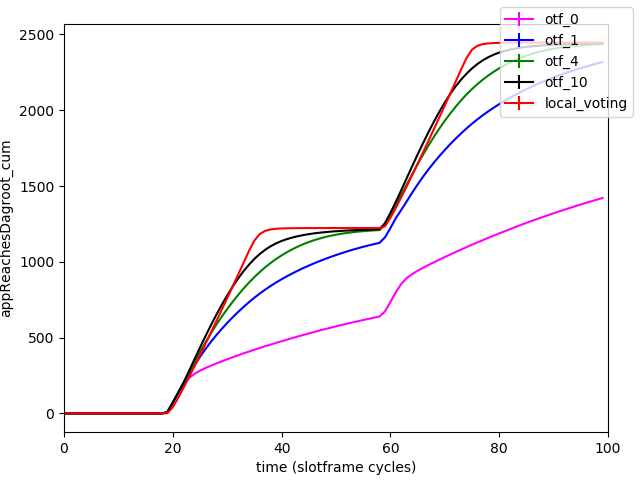 otf_0
otf_1
otf_4
otf_10
local_voting
appReachesDagroot_cum
2500
2000
1500
1000
500
0
0 20 40 60 80 100
time (slotframe cycles)